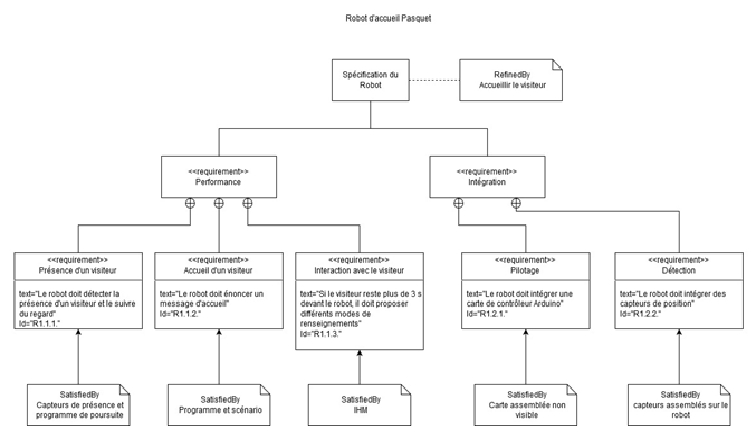 Robot d'accueil Pasquet
Spécification du
Robot
RefinedBy
Accueillir le visiteur
<<requirement>>
Performance
<<requirement>>
Intégration
<<requirement>>
Présence d'un visiteur
text="Le robot doit détecter la
présence d'un visiteur et le suivre
du regard"
Id="R1.1.1."
<<requirement>>
Accueil d'un visiteur
text="Le robot doit énoncer un
message d'accueil"
Id="R1.1.2."
<<requirement>>
Interaction avec le visiteur
text="Si le visiteur reste plus de 3 s
devant le robot, il doit proposer
différents modes de
renseignements"
Id="R1.1.3."
<<requirement>>
Pilotage
text="Le robot doit intégrer une
carte de contrôleur Arduino"
Id="R1.2.1."
<<requirement>>
Détection
text="Le robot doit intégrer des
capteurs de position"
Id="R1.2.2."
SatisfiedBy
Capteurs de présence et
programme de poursuite
SatisfiedBy
Programme et scénario
SatisfiedBy
IHM
SatisfiedBy
Carte assemblée non
visible
SatisfiedBy
capteurs assemblés sur le
robot